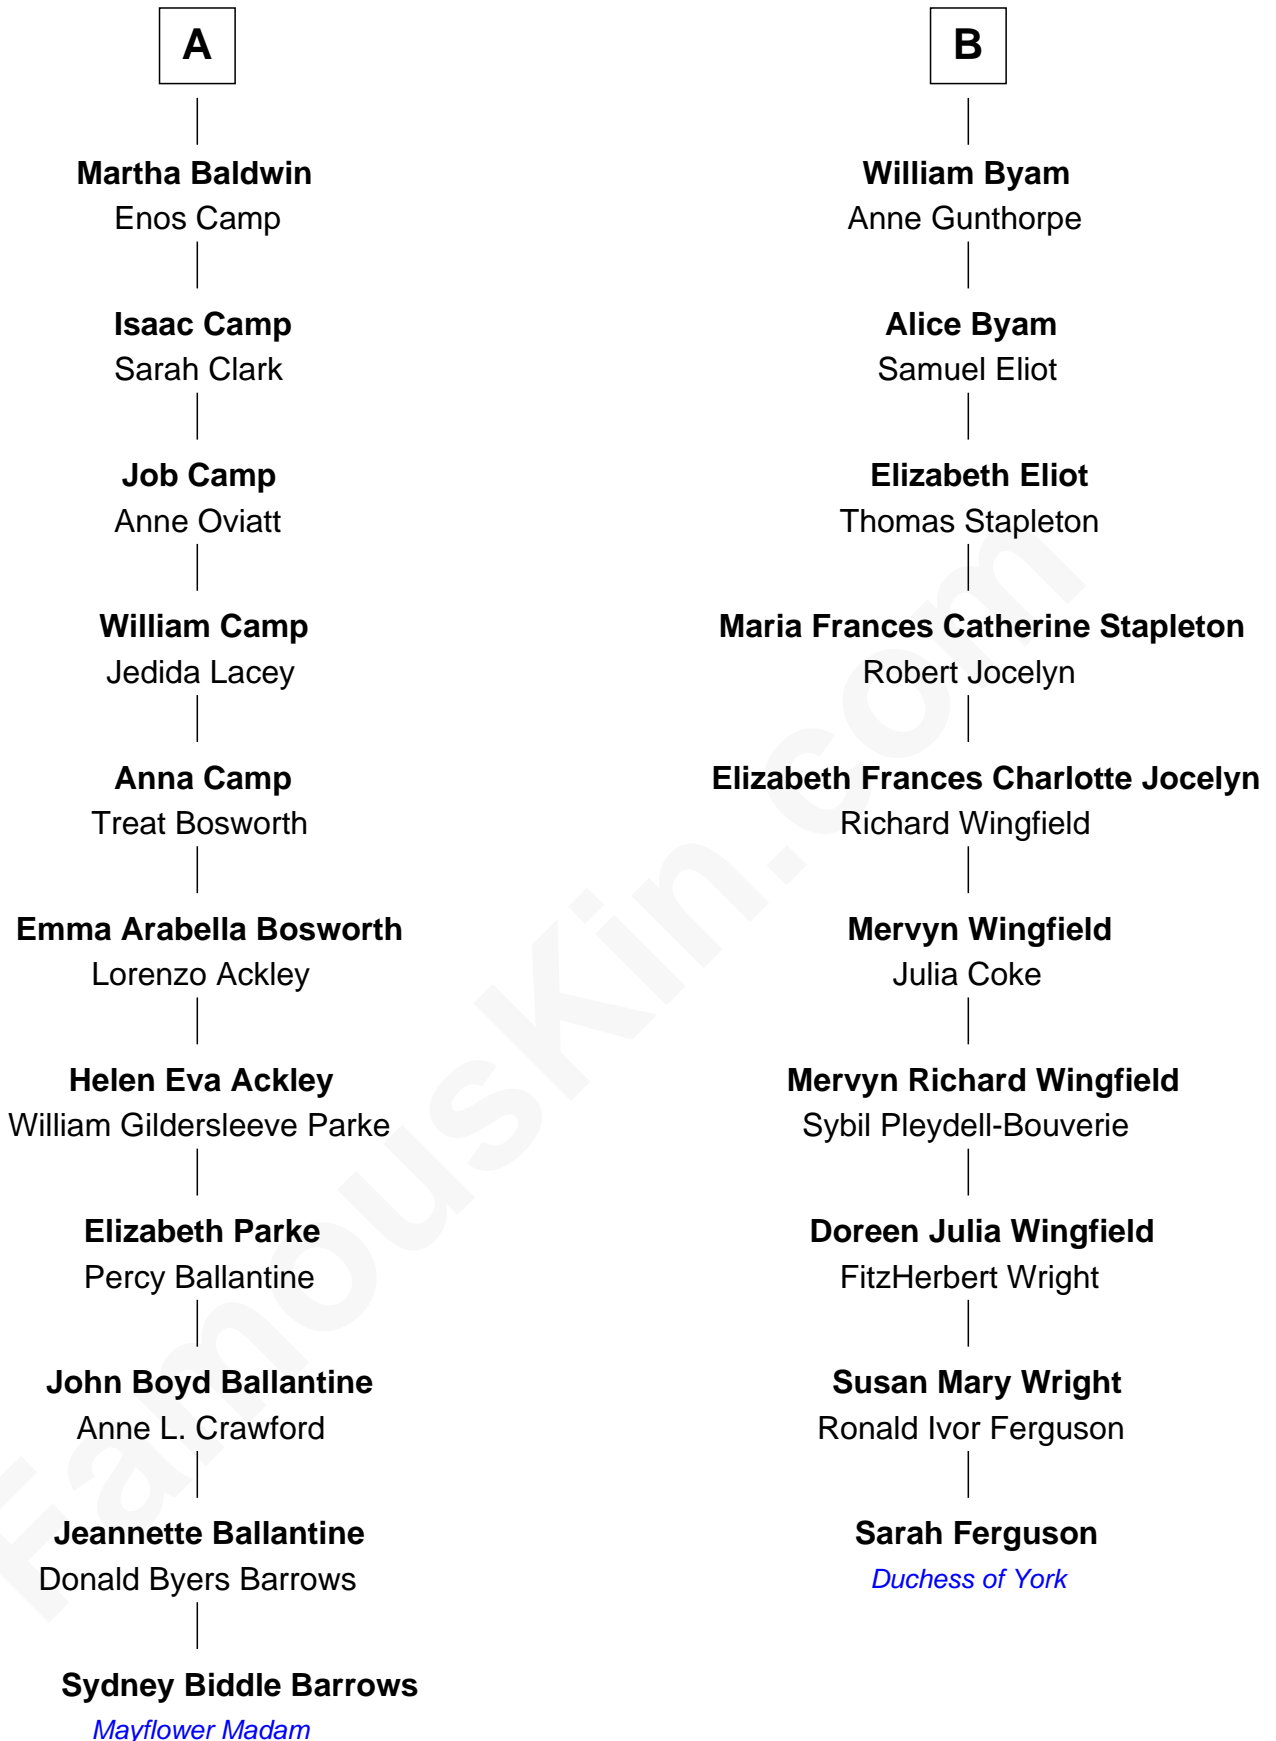 A
Martha Baldwin
Enos Camp
Isaac Camp
Sarah Clark
Job Camp
Anne Oviatt
William Camp
Jedida Lacey
Anna Camp
Treat Bosworth
Emma Arabella Bosworth
Lorenzo Ackley
Helen Eva Ackley
William Gildersleeve Parke
Elizabeth Parke
Percy Ballantine
John Boyd Ballantine
Anne L. Crawford
Jeannette Ballantine
Donald Byers Barrows
Sydney Biddle Barrows
Mayflower Madam
B
William Byam
Anne Gunthorpe
Alice Byam
Samuel Eliot
Elizabeth Eliot
Thomas Stapleton
Maria Frances Catherine Stapleton
Robert Jocelyn
Elizabeth Frances Charlotte Jocelyn
Richard Wingfield
Mervyn Wingfield
Julia Coke
Mervyn Richard Wingfield
Sybil Pleydell-Bouverie
Doreen Julia Wingfield
FitzHerbert Wright
Susan Mary Wright
Ronald Ivor Ferguson
Sarah Ferguson
Duchess of York
FamousKin.com